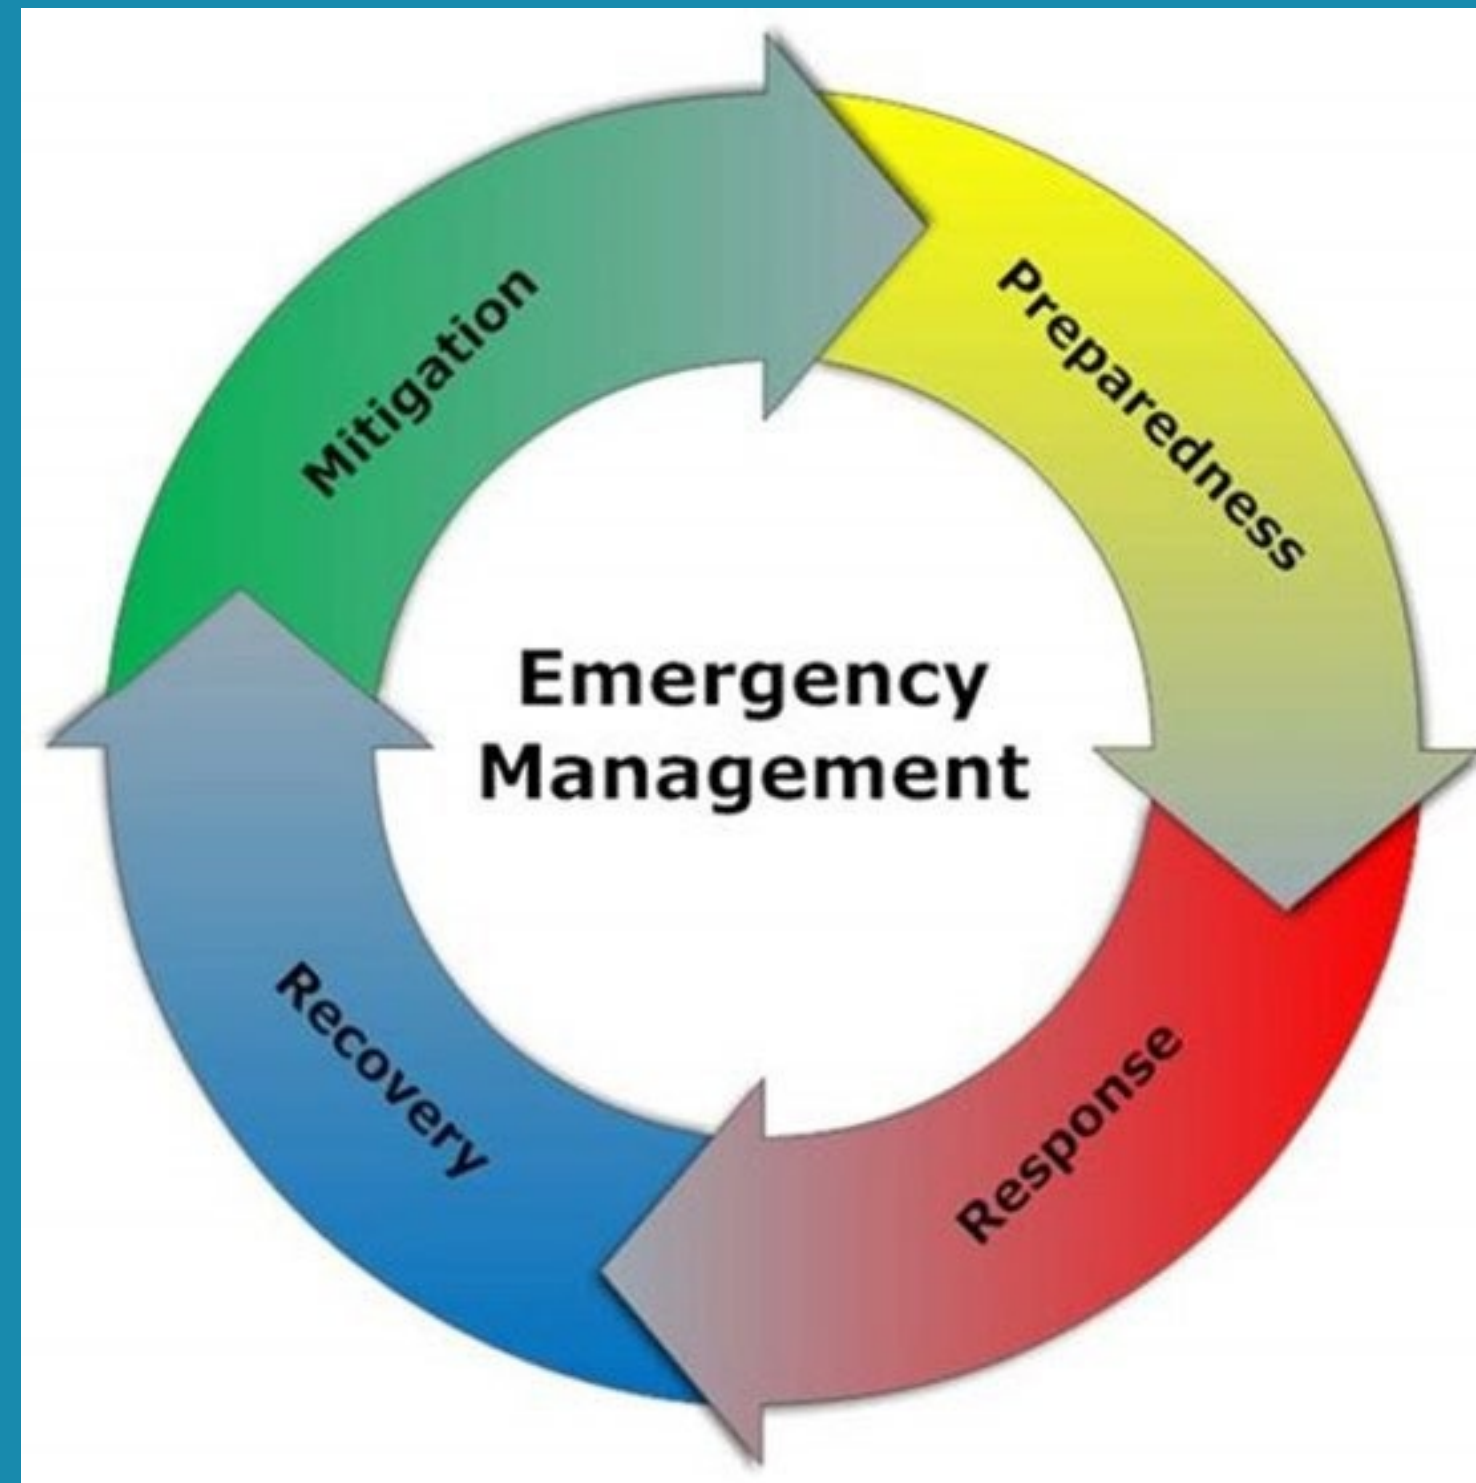 Mitigation
Preparedness
Emergency
Management
Recovery
Response